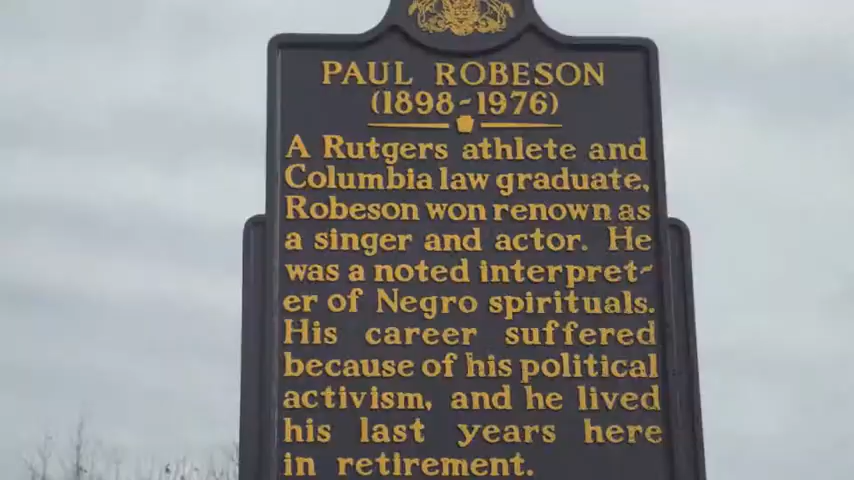 PAUL ROBESON
(1898-1976)
A Rutgers athlete and
Columbia law graduate,
Robeson won renown as
a singer and actor. He
was a noted interpret-
er of Negro spirituals.
His career suffered
because of his political
activism, and he lived
his last years here
in retirement.